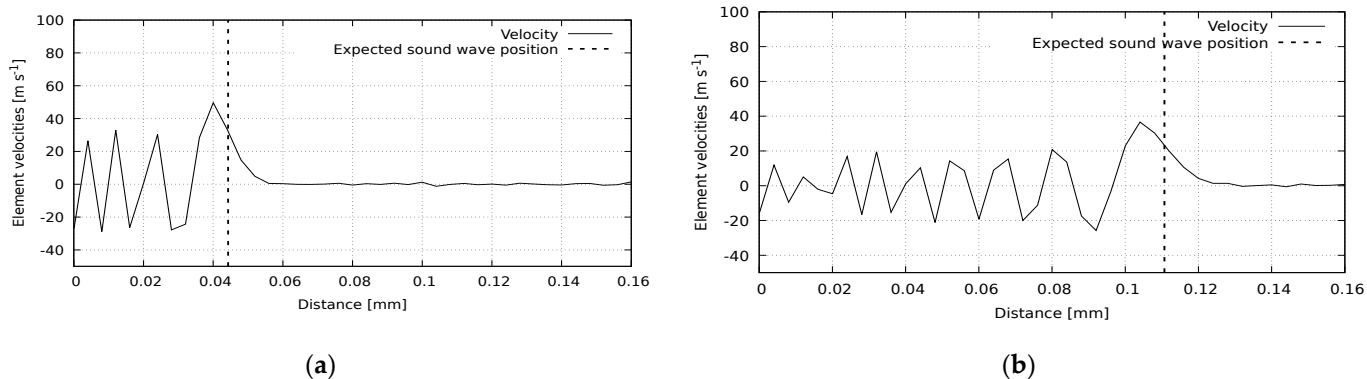 100
80
60
40
20
0
-20
-40
Element velocities [m s-1]
Velocity
Expected sound wave position
0 0.02 0.04 0.06 0.08 0.1 0.12 0.14 0.16
Distance [mm]
(a)
100
80
60
40
20
0
-20
-40
Element velocities [m s-1]
Velocity
Expected sound wave position
0 0.02 0.04 0.06 0.08 0.1 0.12 0.14 0.16
Distance [mm]
(b)